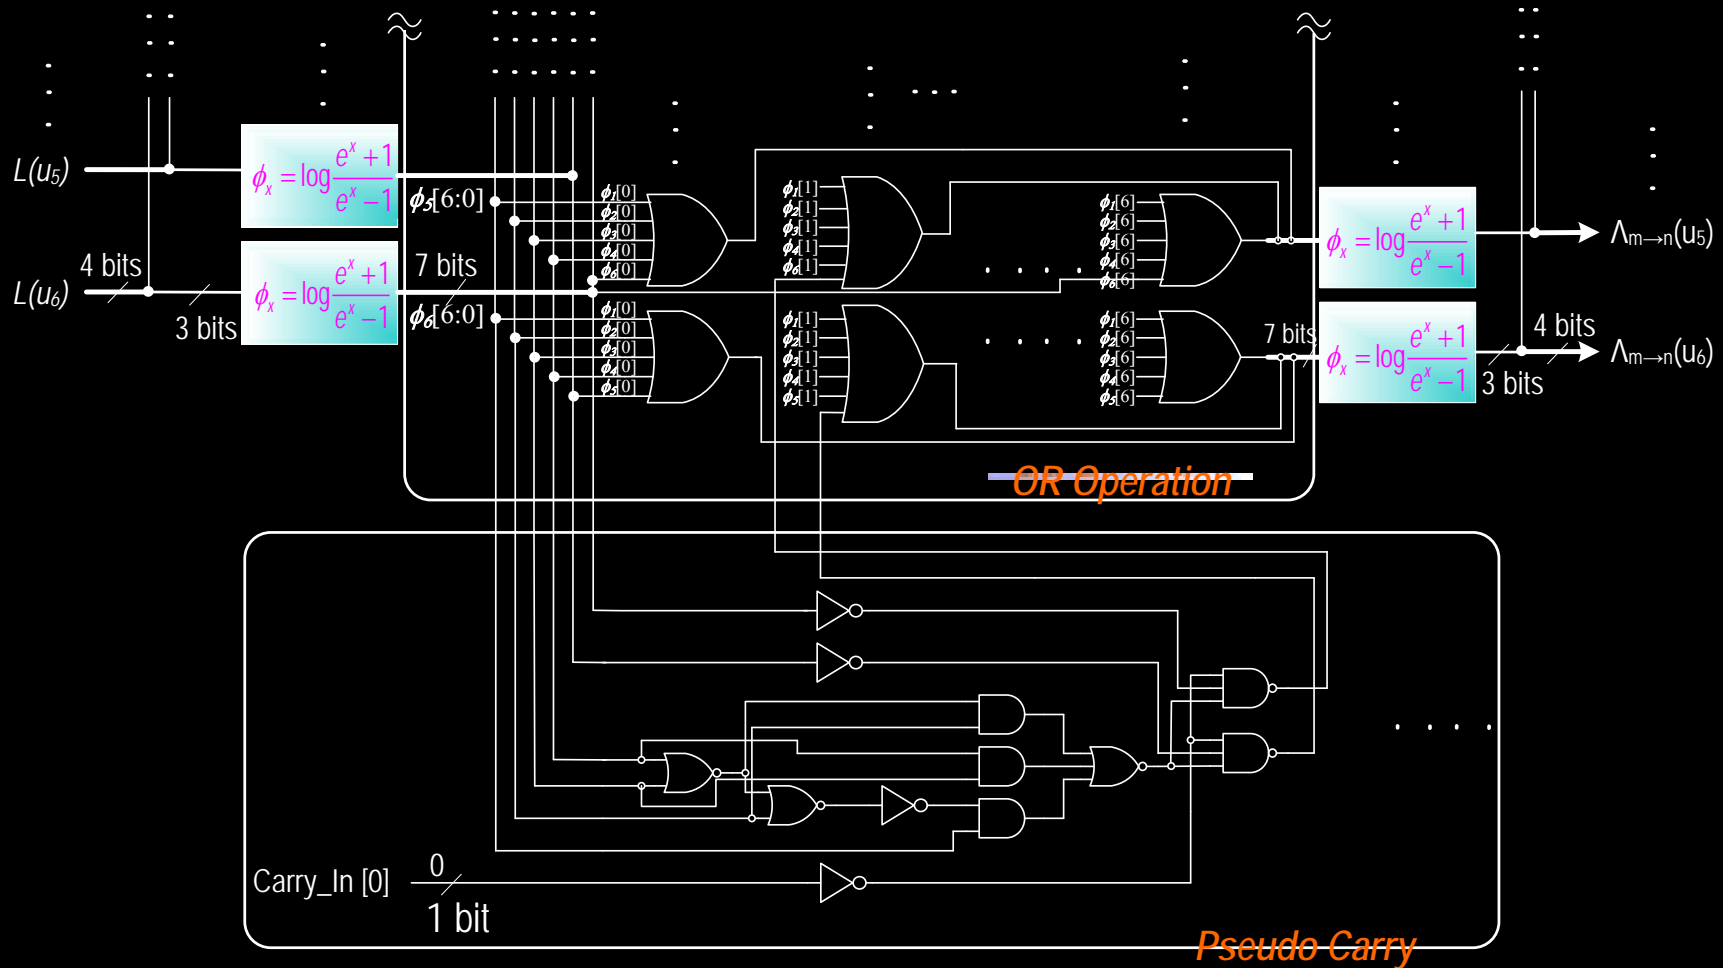 L(u5)
ϕx = log (e^x + 1)/(e^x − 1)
ϕ5[6:0]
4 bits
L(u6)
3 bits
ϕx = log (e^x + 1)/(e^x − 1)
7 bits
ϕ6[6:0]
ϕ1[0]
ϕ2[0]
ϕ3[0]
ϕ4[0]
ϕ6[0]
ϕ1[1]
ϕ2[1]
ϕ3[1]
ϕ4[1]
ϕ6[1]
ϕ1[6]
ϕ2[6]
ϕ3[6]
ϕ4[6]
ϕ6[6]
ϕx = log (e^x + 1)/(e^x − 1)
Λm→n(u5)
ϕ1[0]
ϕ2[0]
ϕ3[0]
ϕ4[0]
ϕ5[0]
ϕ1[1]
ϕ2[1]
ϕ3[1]
ϕ4[1]
ϕ5[1]
ϕ1[6]
ϕ2[6]
ϕ3[6]
ϕ4[6]
ϕ5[6]
7 bits
ϕx = log (e^x + 1)/(e^x − 1)
3 bits
4 bits
Λm→n(u6)
OR Operation
Carry_In [0]
0
1 bit
Pseudo Carry